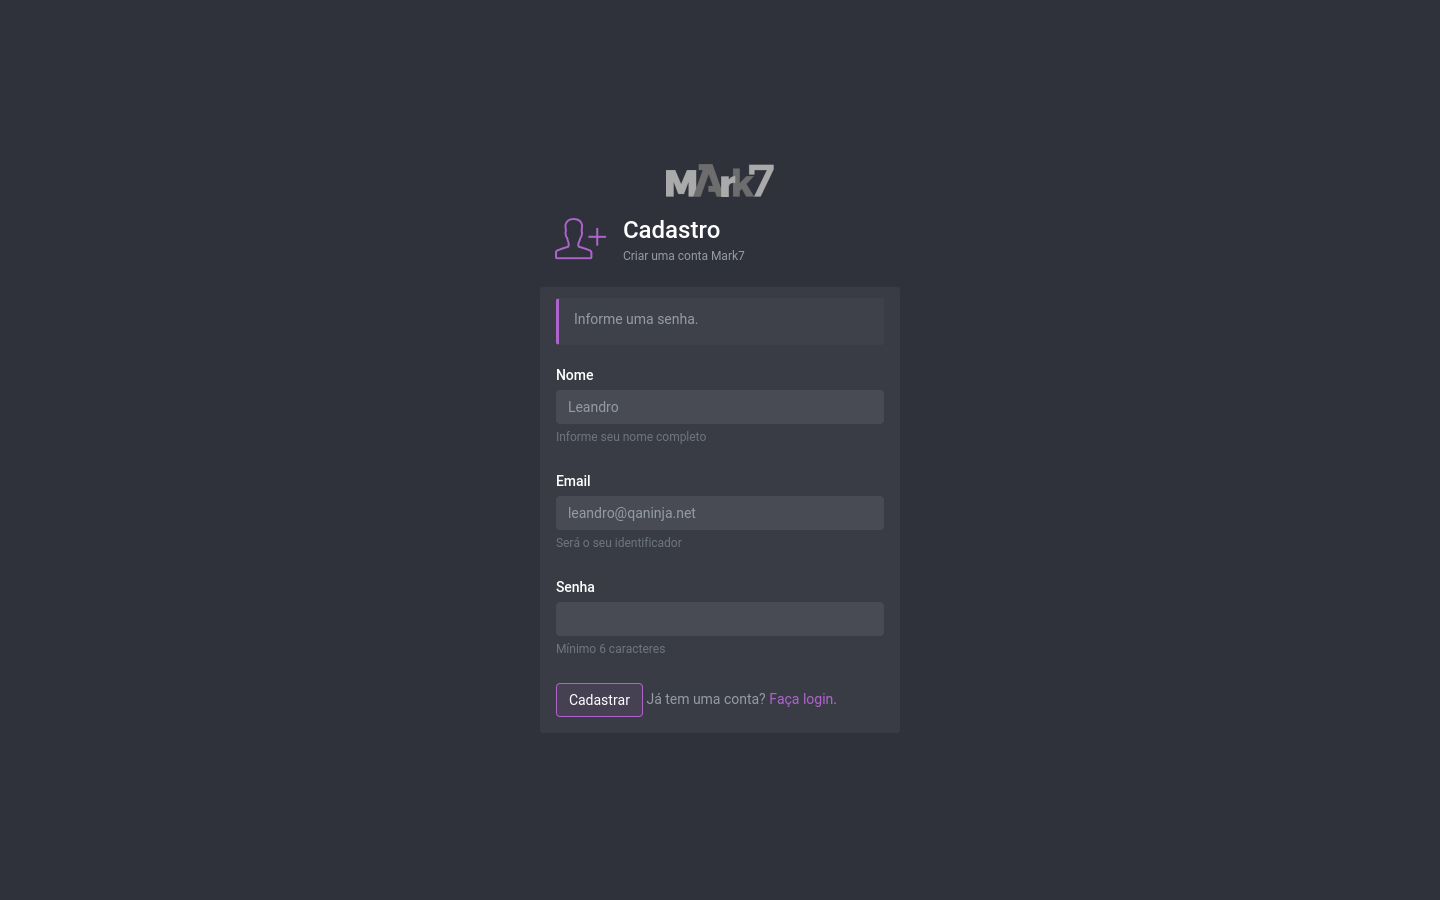 MArk7
Cadastro
Criar uma conta Mark7
Informe uma senha.
Nome
Leandro
Informe seu nome completo
Email
leandro@qaninja.net
Será o seu identificador
Senha
Mínimo 6 caracteres
Cadastrar Já tem uma conta? Faça login.